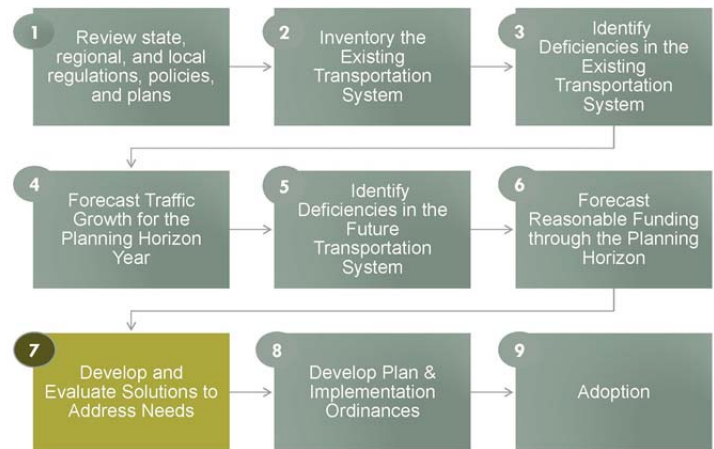 1
Review state,
regional, and local
regulations, policies,
and plans
2
Inventory the
Existing
Transportation
System
3
Identify
Deficiencies in the
Existing
Transportation
System
4
Forecast Traffic
Growth for the
Planning Horizon
Year
5
Identify
Deficiencies in the
Future
Transportation
System
6
Forecast
Reasonable Funding
through the Planning
Horizon
7
Develop and
Evaluate Solutions to
Address Needs
8
Develop Plan &
Implementation
Ordinances
9
Adoption